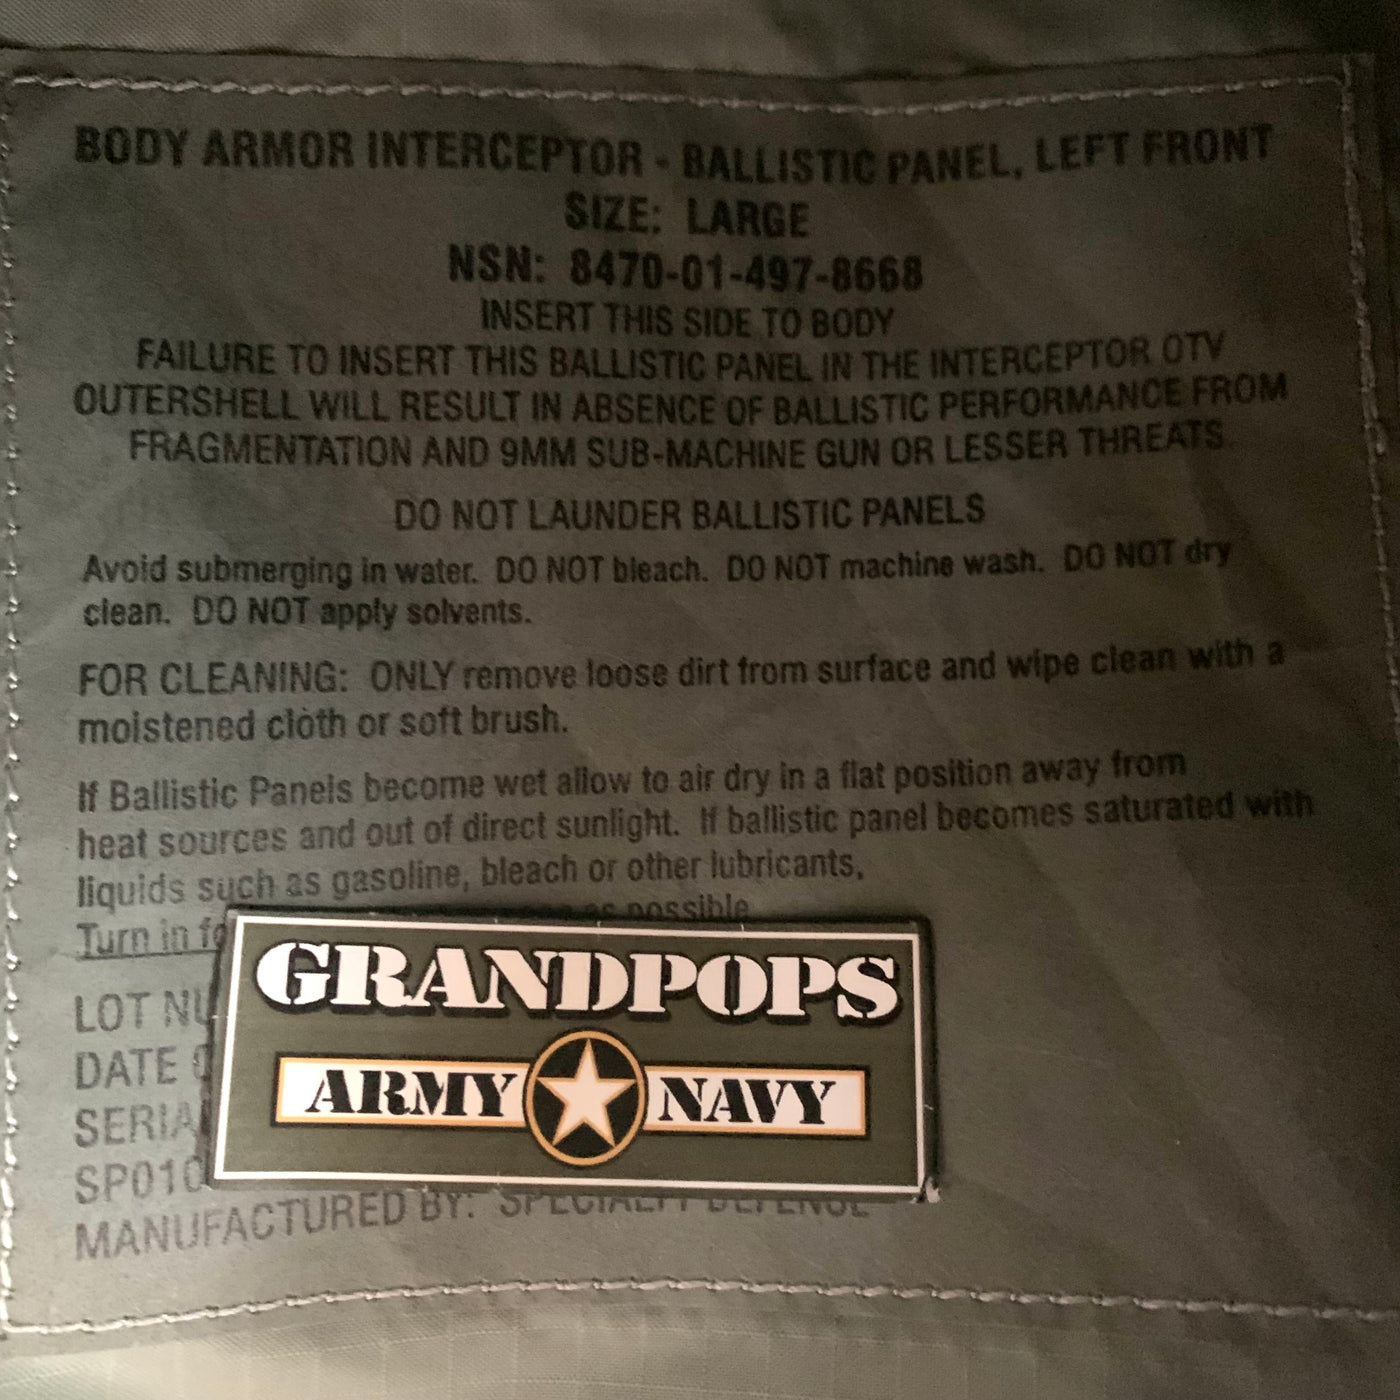 BODY ARMOR INTERCEPTOR - BALLISTIC PANEL, LEFT FRONT
SIZE: LARGE
NSN: 8470-01-497-8668
INSERT THIS SIDE TO BODY
FAILURE TO INSERT THIS BALLISTIC PANEL IN THE INTERCEPTOR OTV
OUTERSHELL WILL RESULT IN ABSENCE OF BALLISTIC PERFORMANCE FROM
FRAGMENTATION AND 9MM SUB-MACHINE GUN OR LESSER THREATS.
DO NOT LAUNDER BALLISTIC PANELS
Avoid submerging in water. DO NOT bleach. DO NOT machine wash. DO NOT dry
clean. DO NOT apply solvents.
FOR CLEANING: ONLY remove loose dirt from surface and wipe clean with a
moistened cloth or soft brush.
If Ballistic Panels become wet allow to air dry in a flat position away from
heat sources and out of direct sunlight. If ballistic panel becomes saturated with
liquids such as gasoline, bleach or other lubricants,
Turn in as possible
GRANDPOPS
ARMY NAVY
LOT
DATE
SP010
MANUFACTURED BY: SPECIALTY DEFENSE